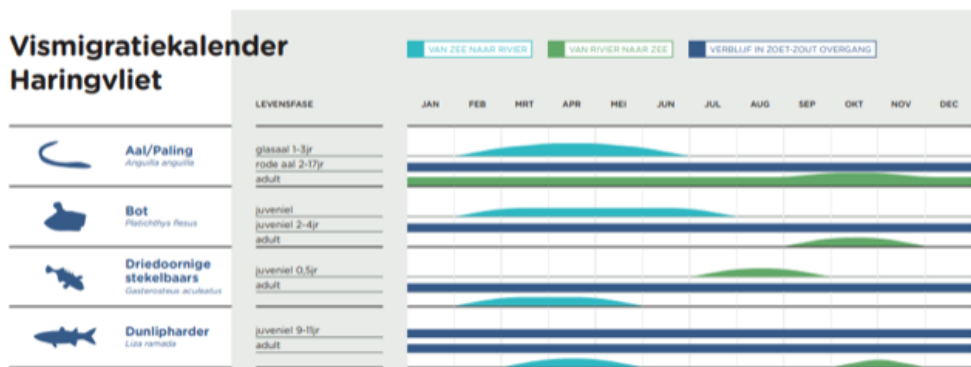 Vismigratiekalender
Haringvliet
VAN ZEE NAAR RIVIER
VAN RIVIER NAAR ZEE
VERBLIJF IN ZOET-ZOUT OVERGANG
LEVENSFASE JAN FEB MRT APR MEI JUN JUL AUG SEP OKT NOV DEC
Aal/Paling
Anguilla anguilla
glasaal 1-3jr
rode aal 2-17jr
adult
Bot
Platichthys flesus
juveniel
juveniel 2-4jr
adult
Driedoornige
stekelbaars
Gasterosteus aculeatus
juveniel 0,5jr
adult
Dunlipharder
Liza ramada
juveniel 9-11jr
adult